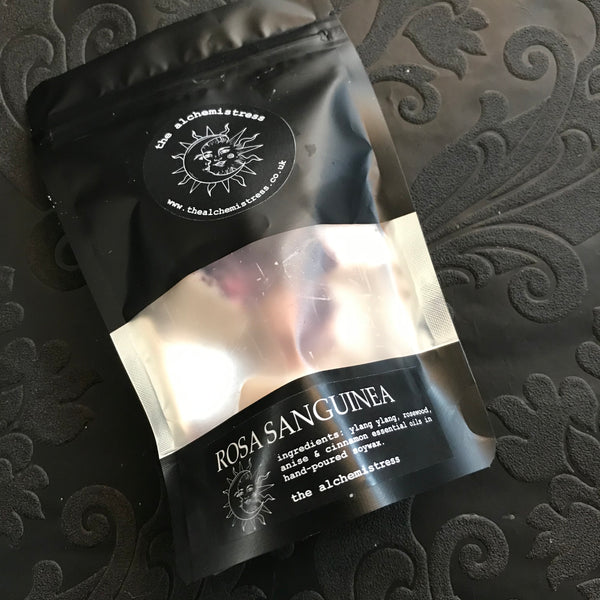 the alchemistress
www.thealchemistress.co.uk
ROSA SANGUINEA
ingredients: ylang ylang, rosewood,
anise & cinnamon essential oils in
hand-poured soywax.
the alchemistress